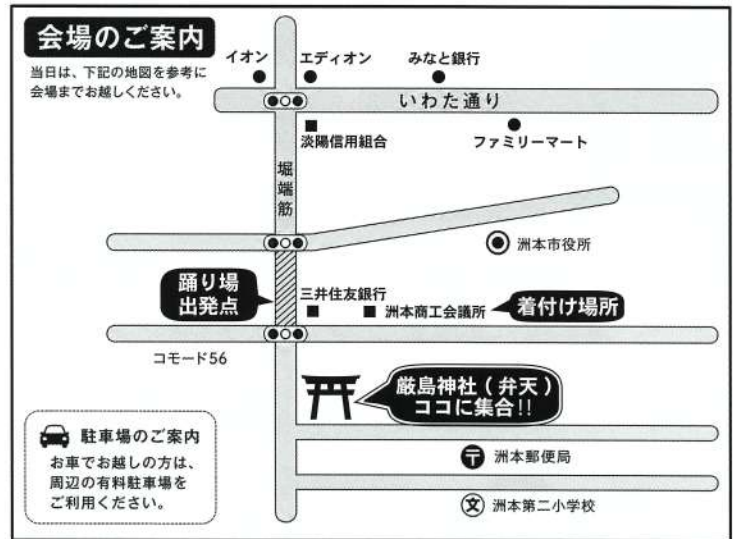 会場のご案内
当日は、下記の地図を参考に
会場までお越しください。
イオン
エディオン
みなと銀行
いわた通り
淡陽信用組合
ファミリーマート
堀端筋
洲本市役所
踊り場
出発点
三井住友銀行
洲本商工会議所
着付け場所
コモード56
厳島神社(弁天)
ココに集合!!
駐車場のご案内
お車でお越しの方は、
周辺の有料駐車場を
ご利用ください。
〒 洲本郵便局
文 洲本第二小学校